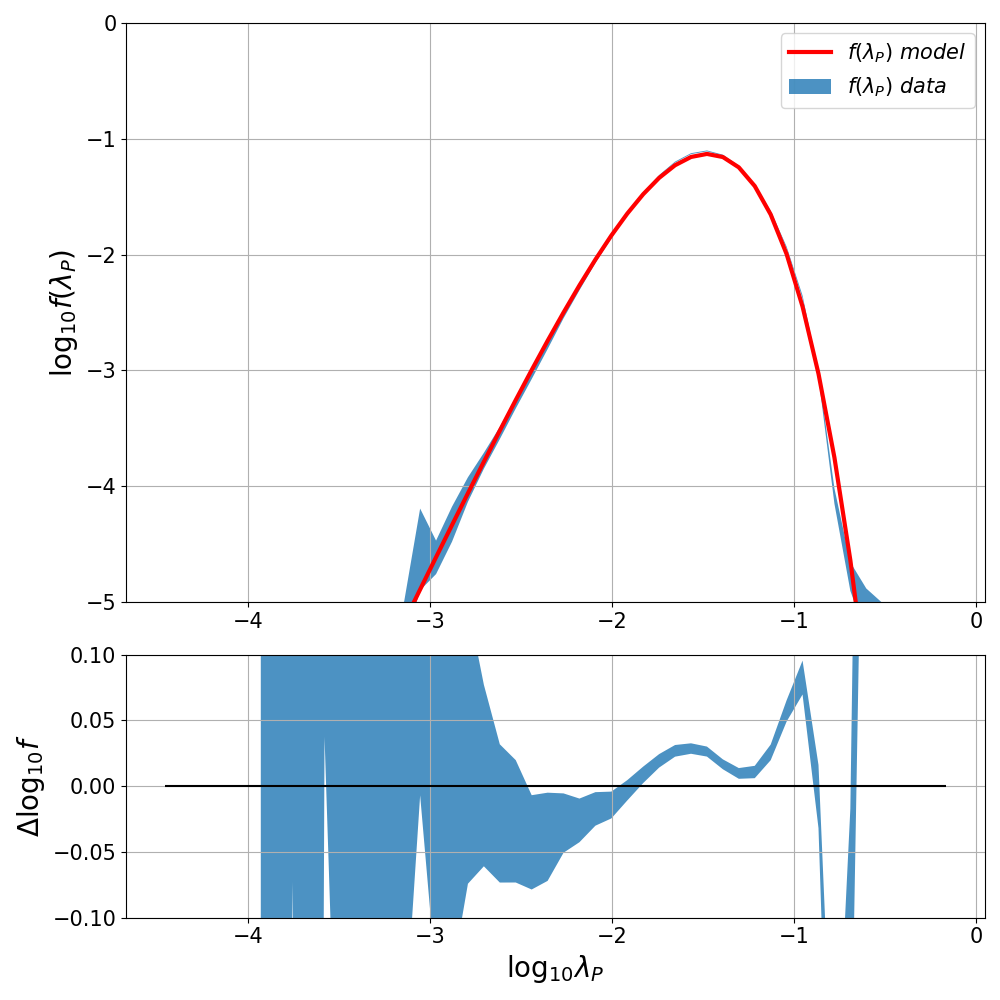 0
−1
−2
−3
−4
−5
log₁₀f(λ_P)
f(λ_P) model
f(λ_P) data
−4 −3 −2 −1 0
0.10
0.05
0.00
−0.05
−0.10
Δlog₁₀f
−4 −3 −2 −1 0
log₁₀λ_P